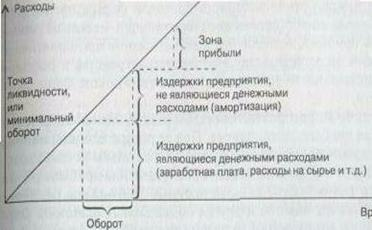 Расходы
Зона
прибыли
Точка
ликвидности,
или
минимальный
оборот
Издержки предприятия,
не являющиеся денежными
расходами (амортизация)
Издержки предприятия,
являющиеся денежными расходами
(заработная плата, расходы на сырье и т.д.)
Вр
Оборот